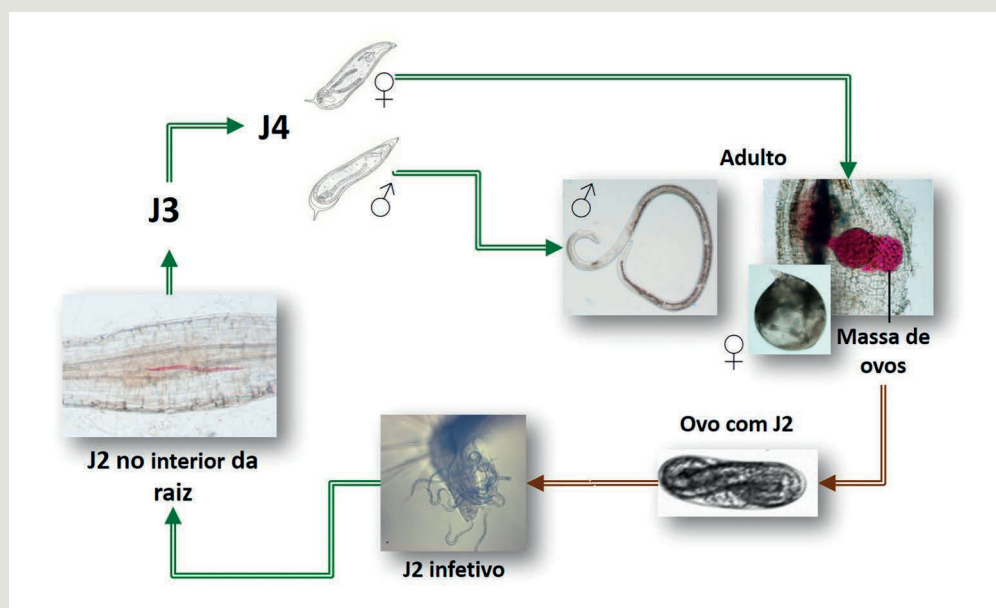 J4
♀
♂
J3
Adulto
♂
♀
Massa de
ovos
Ovo com J2
J2 infetivo
J2 no interior da
raiz